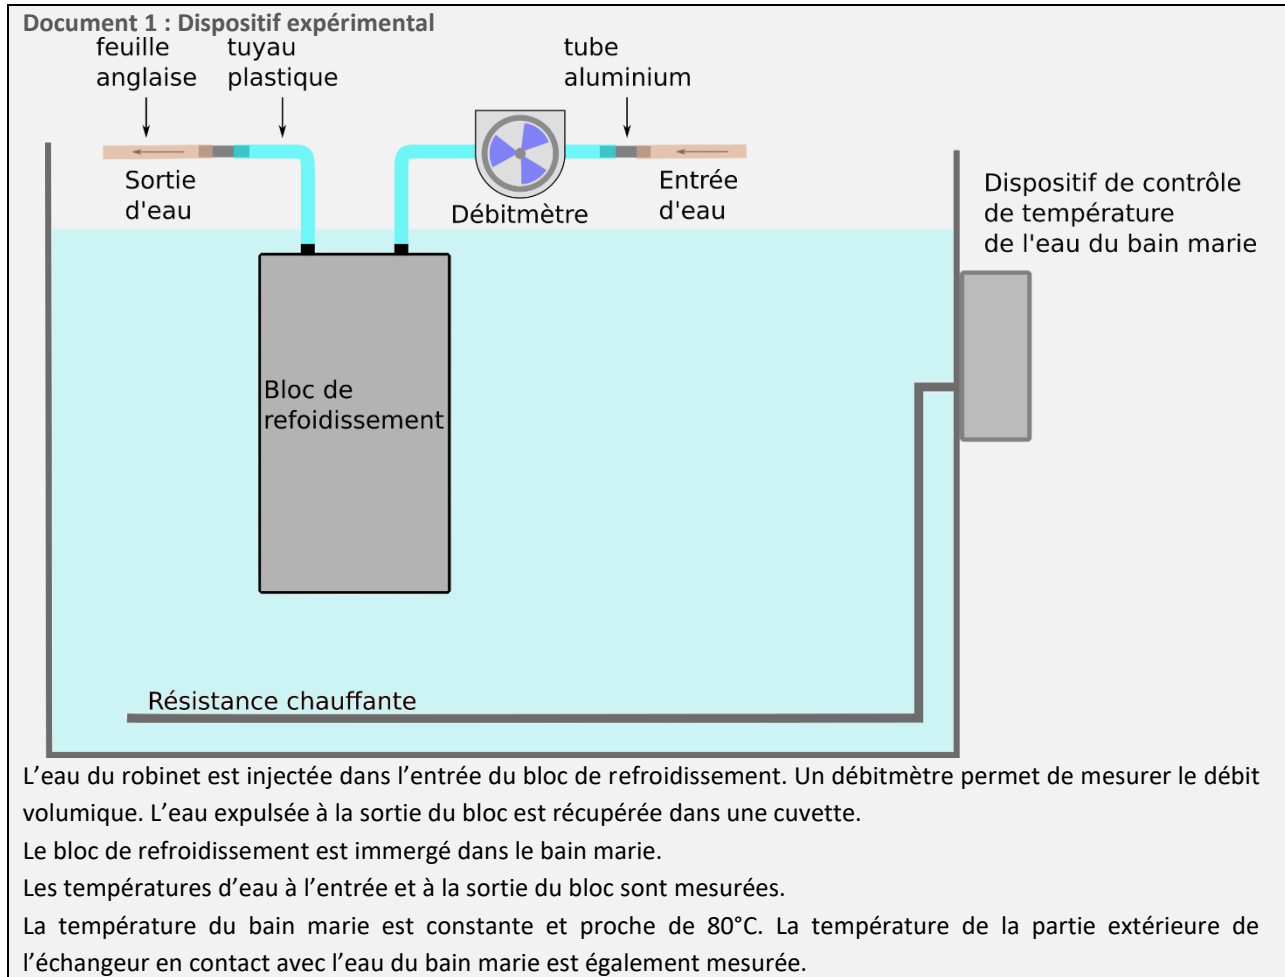 Document 1 : Dispositif expérimental
feuille anglaise
tuyau plastique
tube aluminium
Sortie d'eau
Débitmètre
Entrée d'eau
Dispositif de contrôle
de température
de l'eau du bain marie
Bloc de
refoidissement
Résistance chauffante
L'eau du robinet est injectée dans l'entrée du bloc de refroidissement. Un débitmètre permet de mesurer le débit
volumique. L'eau expulsée à la sortie du bloc est récupérée dans une cuvette.
Le bloc de refroidissement est immergé dans le bain marie.
Les températures d'eau à l'entrée et à la sortie du bloc sont mesurées.
La température du bain marie est constante et proche de 80°C. La température de la partie extérieure de
l'échangeur en contact avec l'eau du bain marie est également mesurée.